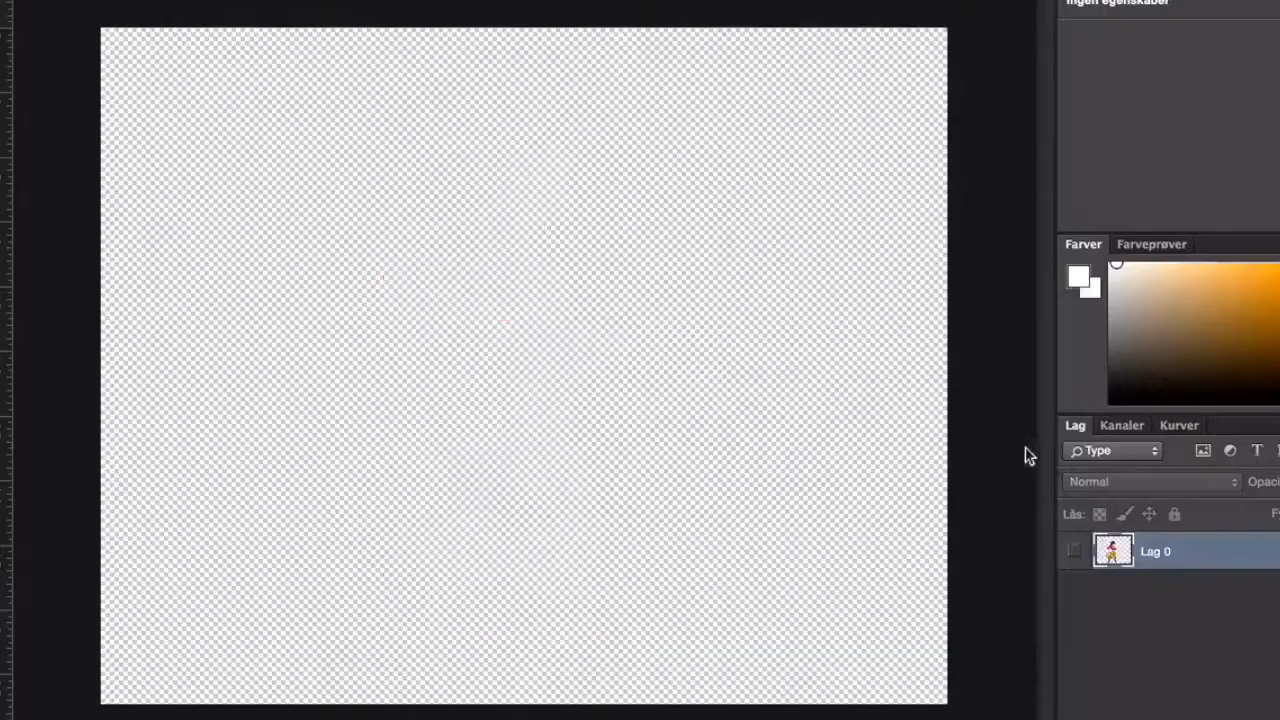 Ingen egenskaber
Farver Farveprøver
Lag Kanaler Kurver
Type T
Normal
Lås:
Lag 0